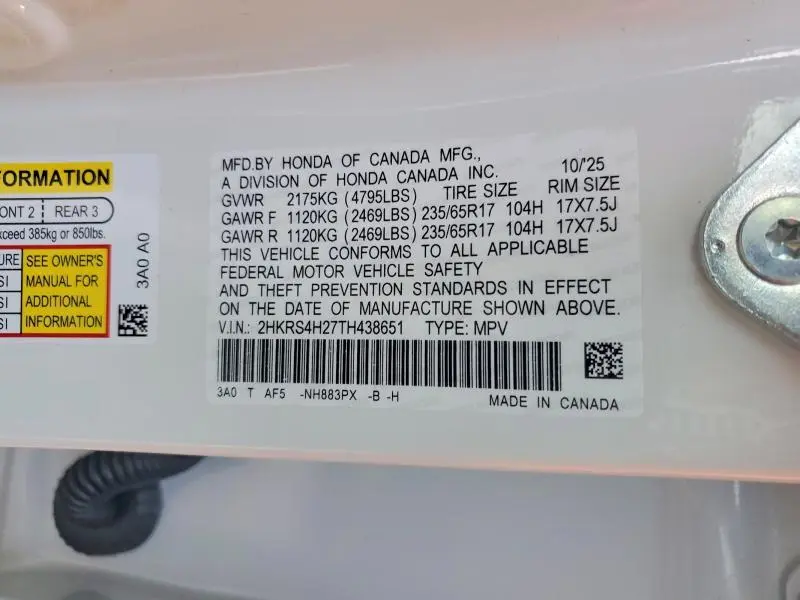 FORMATION
ONT 2 | REAR 3
xceed 385kg or 850lbs.
URE SEE OWNER'S
SI MANUAL FOR
SI ADDITIONAL
SI INFORMATION
3A0 A0
MFD.BY HONDA OF CANADA MFG., 10/'25
A DIVISION OF HONDA CANADA INC.
GVWR 2175KG (4795LBS) TIRE SIZE RIM SIZE
GAWR F 1120KG (2469LBS) 235/65R17 104H 17X7.5J
GAWR R 1120KG (2469LBS) 235/65R17 104H 17X7.5J
THIS VEHICLE CONFORMS TO ALL APPLICABLE
FEDERAL MOTOR VEHICLE SAFETY
AND THEFT PREVENTION STANDARDS IN EFFECT
ON THE DATE OF MANUFACTURE SHOWN ABOVE.
V.I.N.: 2HKRS4H27TH438651 TYPE: MPV
3A0 T AF5 -NH883PX -B -H
MADE IN CANADA